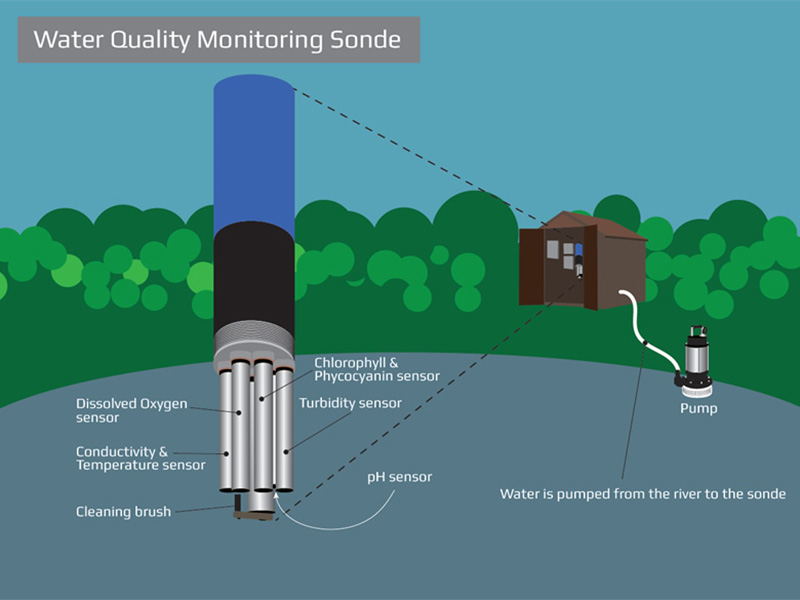 Water Quality Monitoring Sonde
Chlorophyll &
Phycocyanin sensor
Dissolved Oxygen
sensor
Turbidity sensor
Pump
Conductivity &
Temperature sensor
pH sensor
Water is pumped from the river to the sonde
Cleaning brush